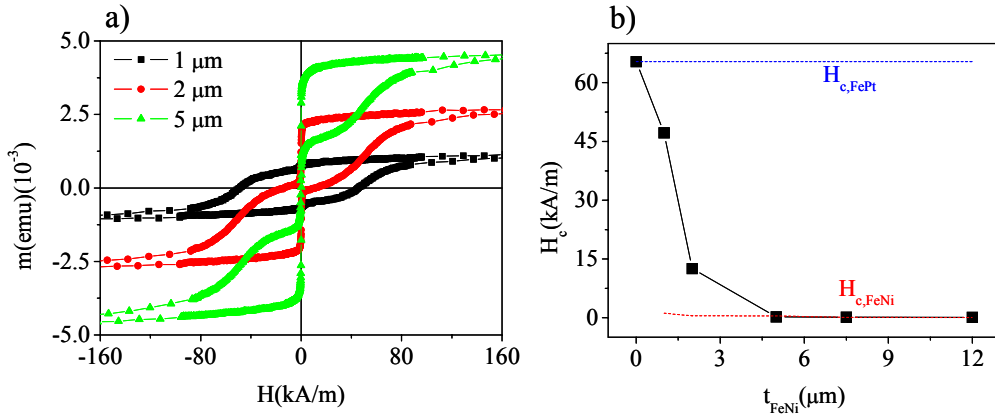 a)
1 μm
2 μm
5 μm
5.0
2.5
0.0
-2.5
-5.0
m(emu)(10⁻³)
-160 -80 0 80 160
H(kA/m)
b)
H_c,FePt
H_c,FeNi
60
45
30
15
0
H_c(kA/m)
0 3 6 9 12
t_FeNi(μm)